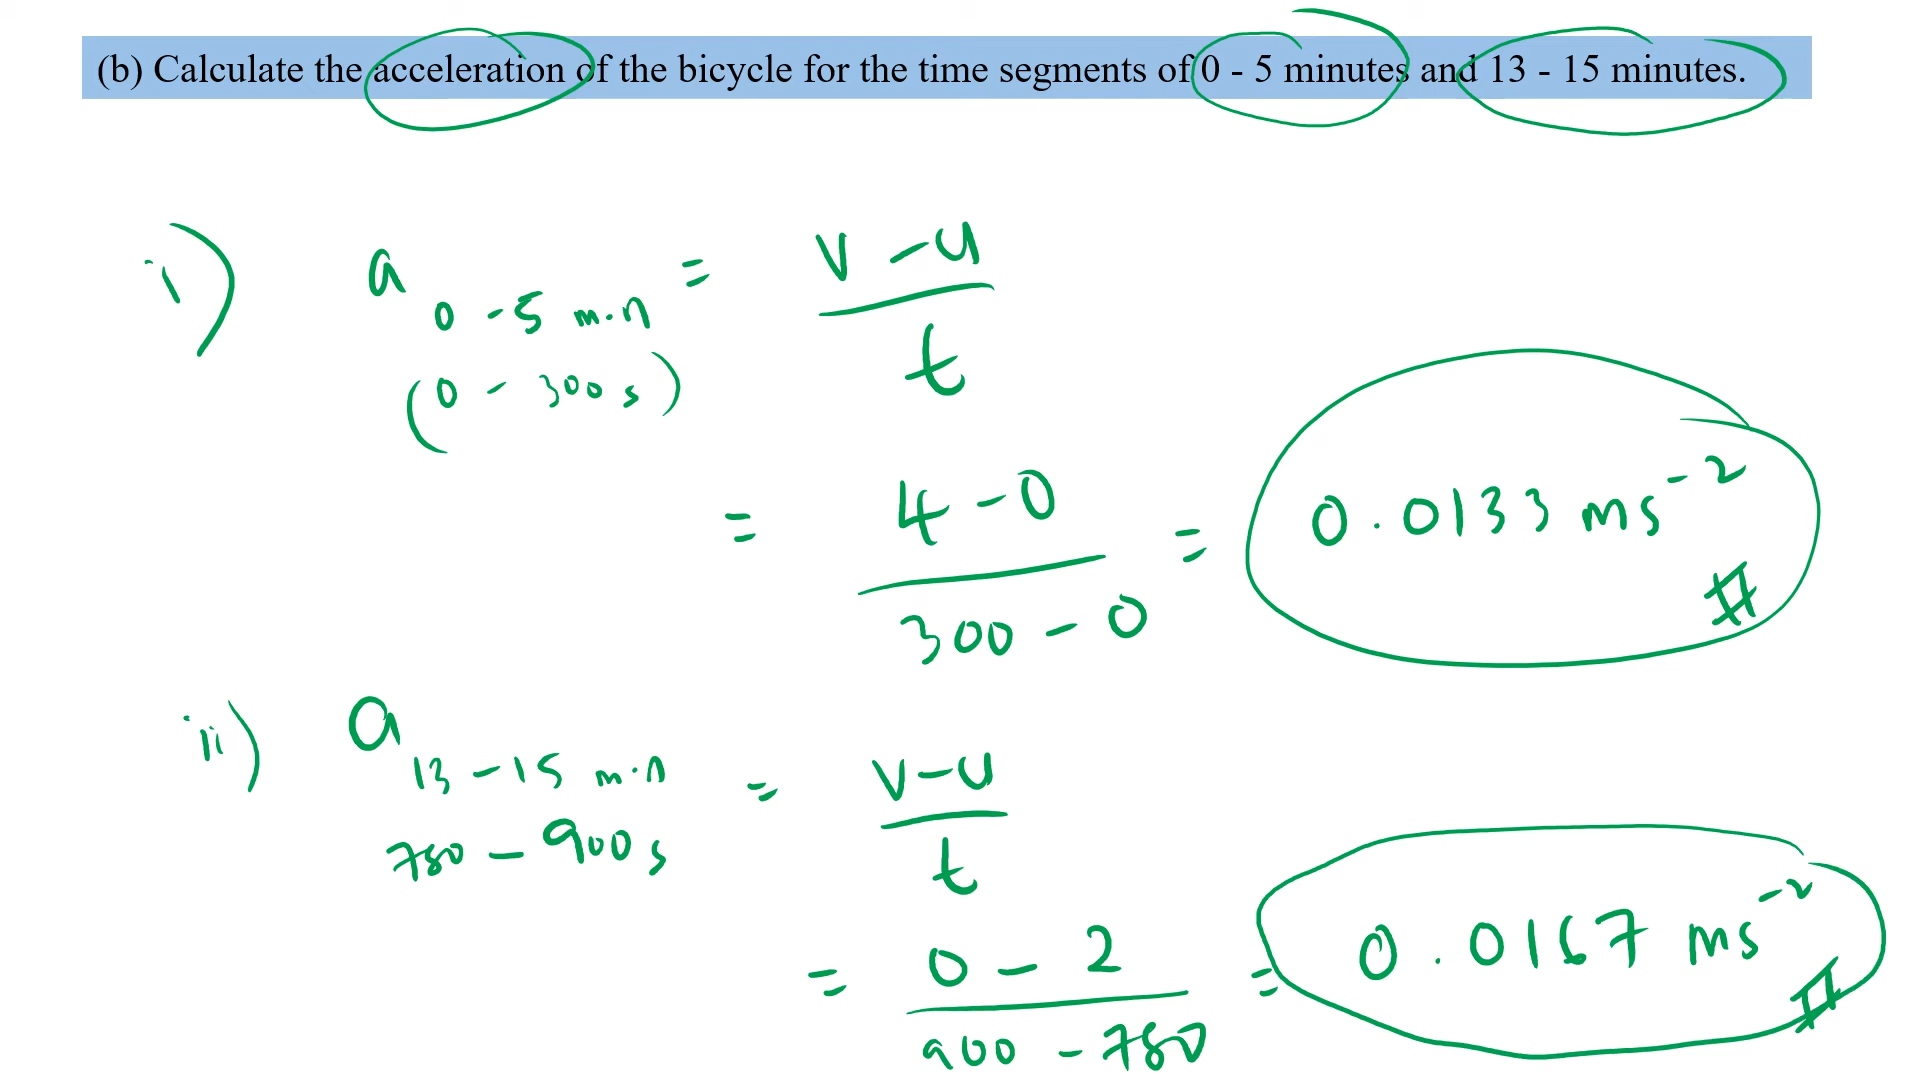 (b) Calculate the acceleration of the bicycle for the time segments of 0 - 5 minutes and 13 - 15 minutes.
i) a 0 - 5 min = v - u / t
(0 - 300 s)
= 4 - 0 / 300 - 0 = 0.0133 ms⁻² #
ii) a 13 - 15 min = v - u / t
780 - 900 s
= 0 - 2 / 900 - 780 = 0.0167 ms⁻² #